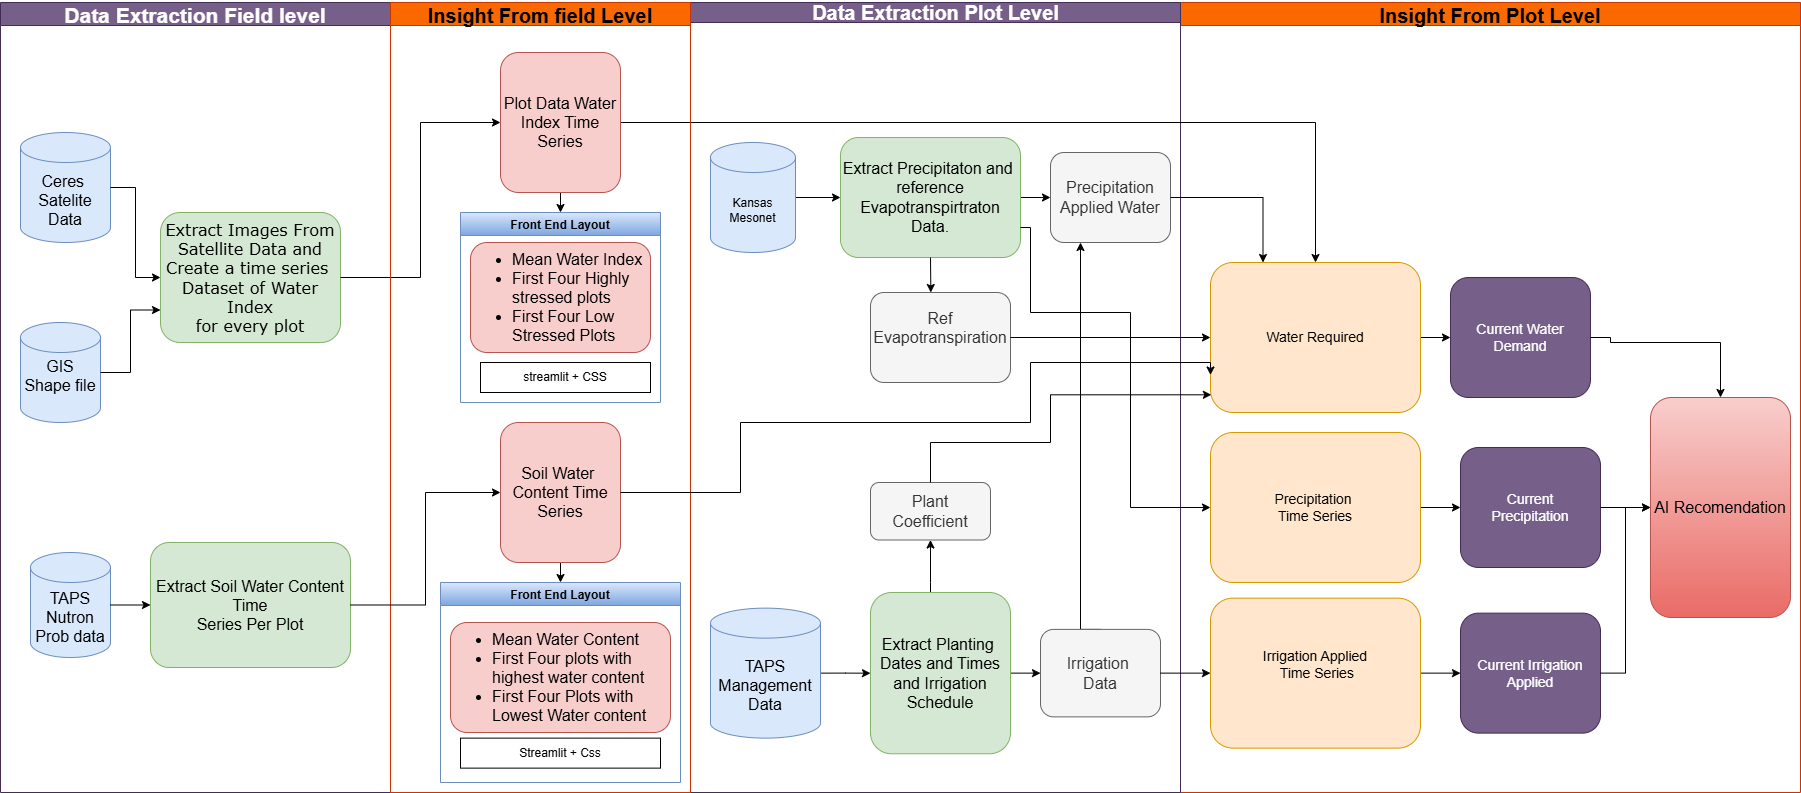 Data Extraction Field level
Insight From field Level
Data Extraction Plot Level
Insight From Plot Level
Ceres
Satelite
Data
GIS
Shape file
Extract Images From
Satellite Data and
Create a time series
Dataset of Water
Index
for every plot
TAPS
Nutron
Prob data
Extract Soil Water Content
Time
Series Per Plot
Plot Data Water
Index Time
Series
Front End Layout
• Mean Water Index
• First Four Highly
stressed plots
• First Four Low
Stressed Plots
streamlit + CSS
Soil Water
Content Time
Series
Front End Layout
• Mean Water Content
• First Four plots with
highest water content
• First Four Plots with
Lowest Water content
Streamlit + Css
Kansas
Mesonet
Extract Precipitaton and
reference
Evapotranspirtraton
Data.
Precipitation
Applied Water
Ref
Evapotranspiration
Plant
Coefficient
TAPS
Management
Data
Extract Planting
Dates and Times
and Irrigation
Schedule
Irrigation
Data
Water Required
Current Water
Demand
Precipitation
Time Series
Current
Precipitation
Irrigation Applied
Time Series
Current Irrigation
Applied
AI Recomendation